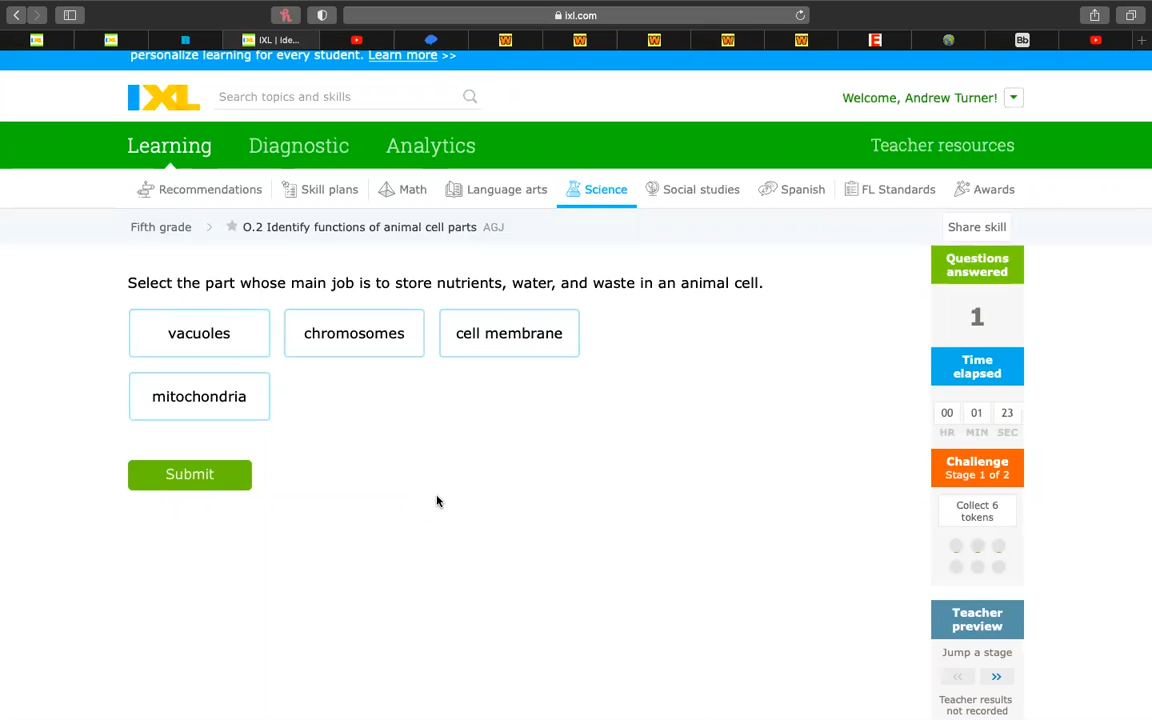 ixl.com
IXL | Ide...
Bb
personalize learning for every student. Learn more >>
IXL
Search topics and skills
Welcome, Andrew Turner!
Learning
Diagnostic
Analytics
Teacher resources
Recommendations
Skill plans
Math
Language arts
Science
Social studies
Spanish
FL Standards
Awards
Fifth grade
O.2 Identify functions of animal cell parts AGJ
Share skill
Select the part whose main job is to store nutrients, water, and waste in an animal cell.
vacuoles
chromosomes
cell membrane
mitochondria
Submit
Questions
answered
1
Time
elapsed
00 01 23
HR MIN SEC
Challenge
Stage 1 of 2
Collect 6
tokens
Teacher
preview
Jump a stage
<< >>
Teacher results
not recorded